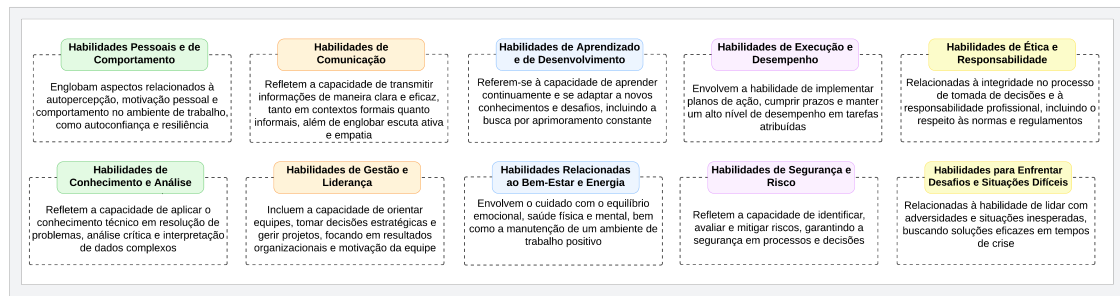 Habilidades Pessoais e de
Comportamento
Englobam aspectos relacionados à
autopercepção, motivação pessoal e
comportamento no ambiente de trabalho,
como autoconfiança e resiliência
Habilidades de
Comunicação
Refletem a capacidade de transmitir
informações de maneira clara e eficaz,
tanto em contextos formais quanto
informais, além de englobar escuta ativa
e empatia
Habilidades de Aprendizado
e de Desenvolvimento
Referem-se à capacidade de aprender
continuamente e se adaptar a novos
conhecimentos e desafios, incluindo a
busca por aprimoramento constante
Habilidades de Execução e
Desempenho
Envolvem a habilidade de implementar
planos de ação, cumprir prazos e manter
um alto nível de desempenho em tarefas
atribuídas
Habilidades de Ética e
Responsabilidade
Relacionadas à integridade no processo
de tomada de decisões e à
responsabilidade profissional, incluindo o
respeito às normas e regulamentos
Habilidades de
Conhecimento e Análise
Refletem a capacidade de aplicar o
conhecimento técnico em resolução de
problemas, análise crítica e interpretação
de dados complexos
Habilidades de Gestão e
Liderança
Incluem a capacidade de orientar
equipes, tomar decisões estratégicas e
gerir projetos, focando em resultados
organizacionais e motivação da equipe
Habilidades Relacionadas
ao Bem-Estar e Energia
Envolvem o cuidado com o equilíbrio
emocional, saúde física e mental, bem
como a manutenção de um ambiente de
trabalho positivo
Habilidades de Segurança e
Risco
Refletem a capacidade de identificar,
avaliar e mitigar riscos, garantindo a
segurança em processos e decisões
Habilidades para Enfrentar
Desafios e Situações Difíceis
Relacionadas à habilidade de lidar com
adversidades e situações inesperadas,
buscando soluções eficazes em tempos
de crise